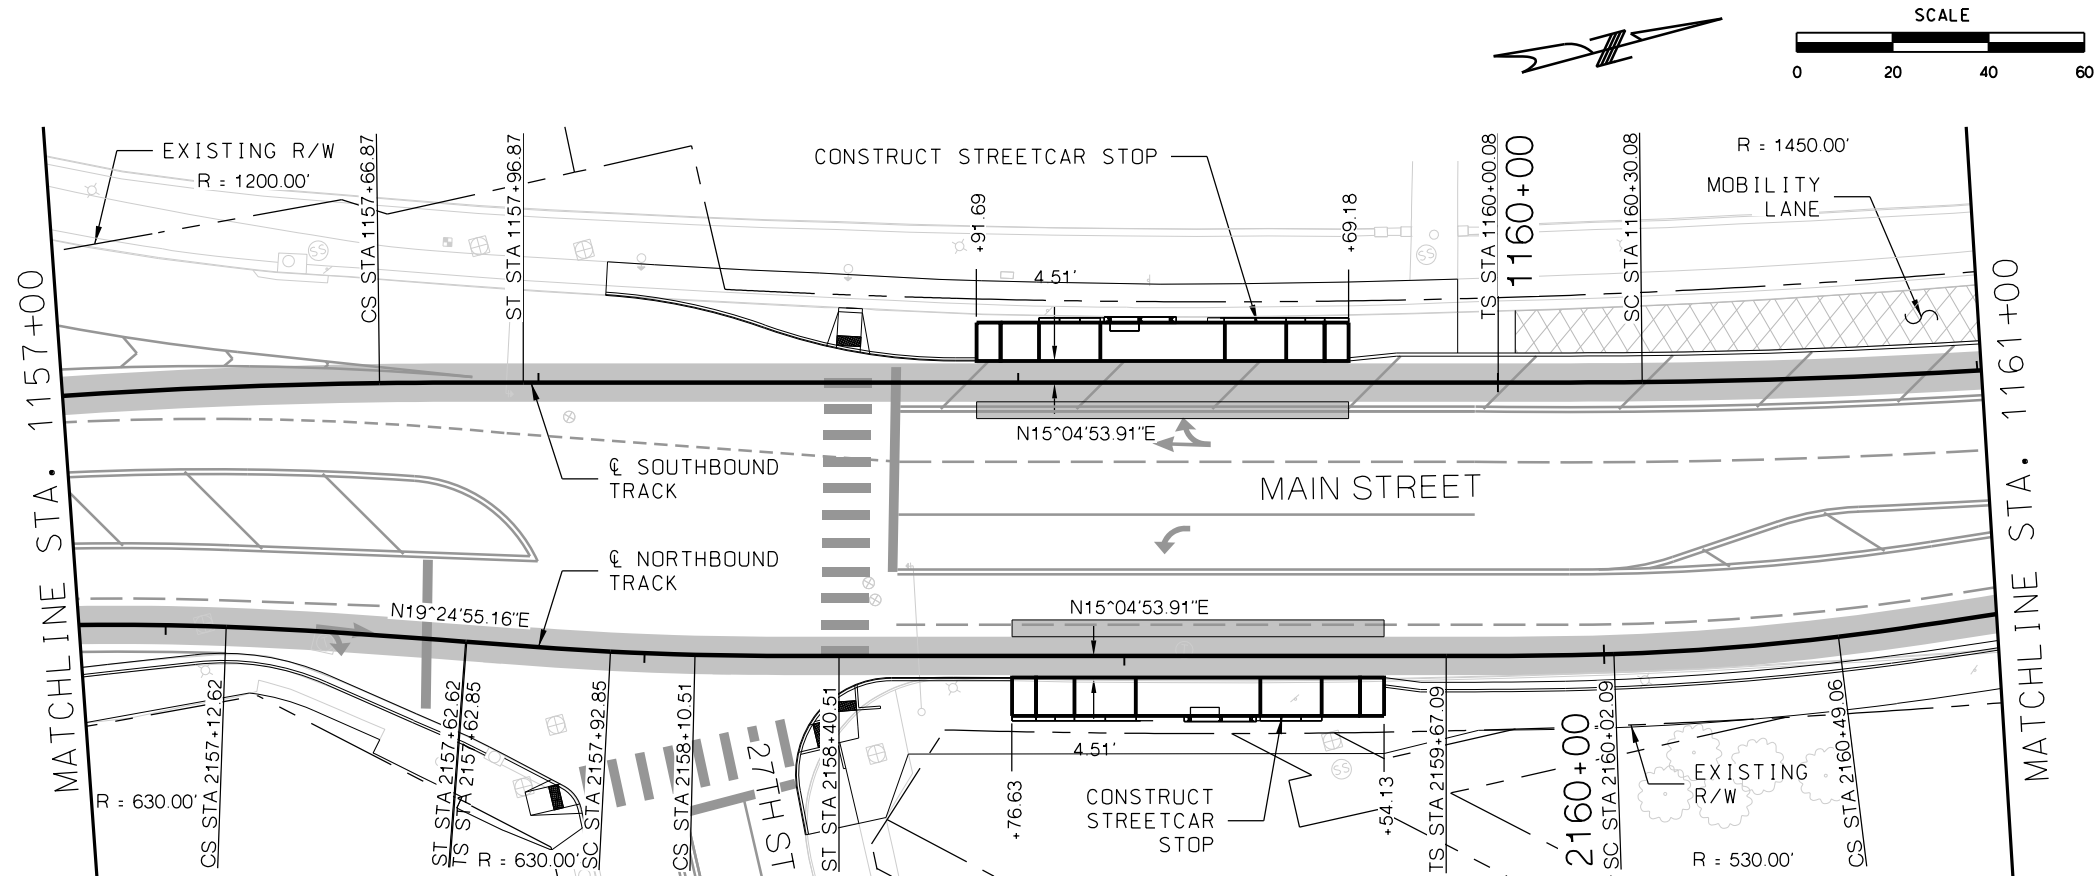 SCALE
0 20 40 60
EXISTING R/W
R = 1200.00'
CS STA 1157+66.87
ST STA 1157+96.87
CONSTRUCT STREETCAR STOP
+91.69
4.51'
+69.18
TS STA 1160+00.08
1160+00
SC STA 1160+30.08
R = 1450.00'
MOBILITY
LANE
SS
SS
MATCHLINE STA. 1157+00
MATCHLINE STA. 1161+00
N15^04'53.91"E
℄ SOUTHBOUND
TRACK
MAIN STREET
℄ NORTHBOUND
TRACK
N19^24'55.16"E
N15^04'53.91"E
CS STA 2157+12.62
ST STA 2157+62.62
TS STA 2157+62.85
SC STA 2157+92.85
CS STA 2158+10.51
27TH ST
ST STA 2158+40.51
+76.63
4.51'
CONSTRUCT
STREETCAR
STOP
SS
+54.13
TS STA 2159+67.09
2160+00
SC STA 2160+02.09
EXISTING
R/W
CS STA 2160+49.06
R = 630.00'
R = 630.00'
R = 530.00'